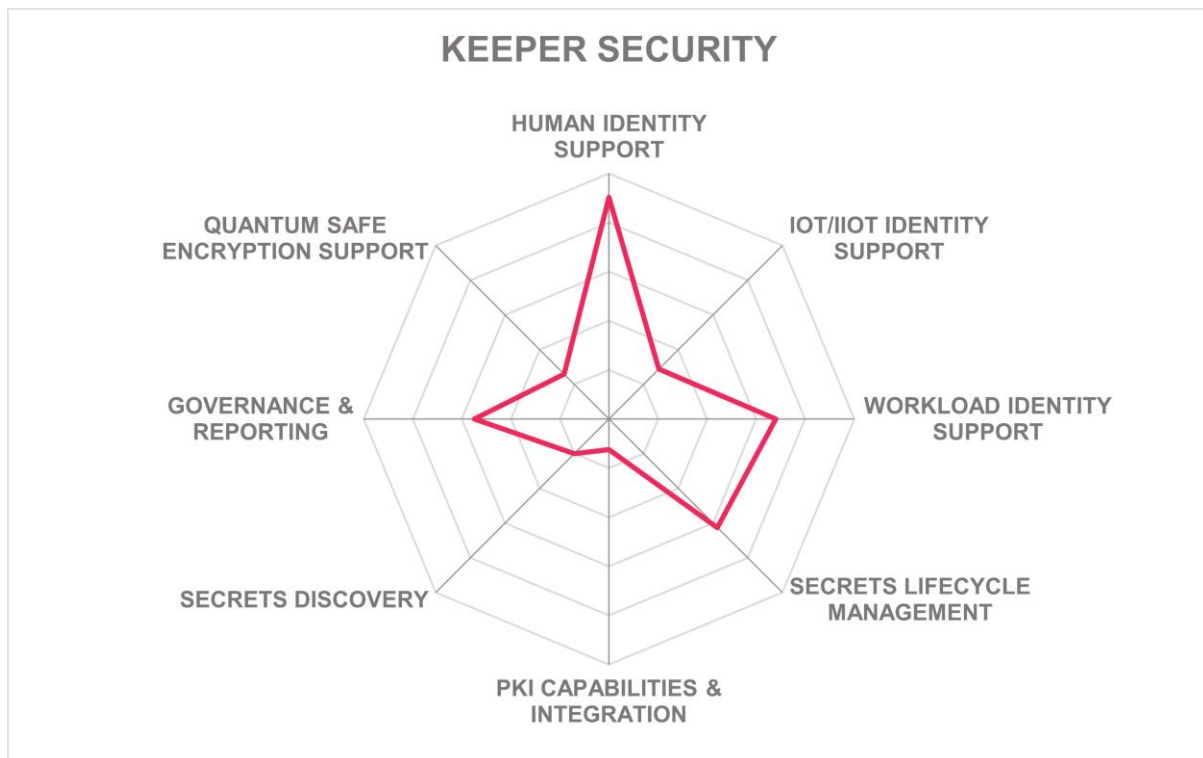 KEEPER SECURITY
HUMAN IDENTITY
SUPPORT
QUANTUM SAFE
ENCRYPTION SUPPORT
IOT/IIOT IDENTITY
SUPPORT
GOVERNANCE &
REPORTING
WORKLOAD IDENTITY
SUPPORT
SECRETS DISCOVERY
SECRETS LIFECYCLE
MANAGEMENT
PKI CAPABILITIES &
INTEGRATION